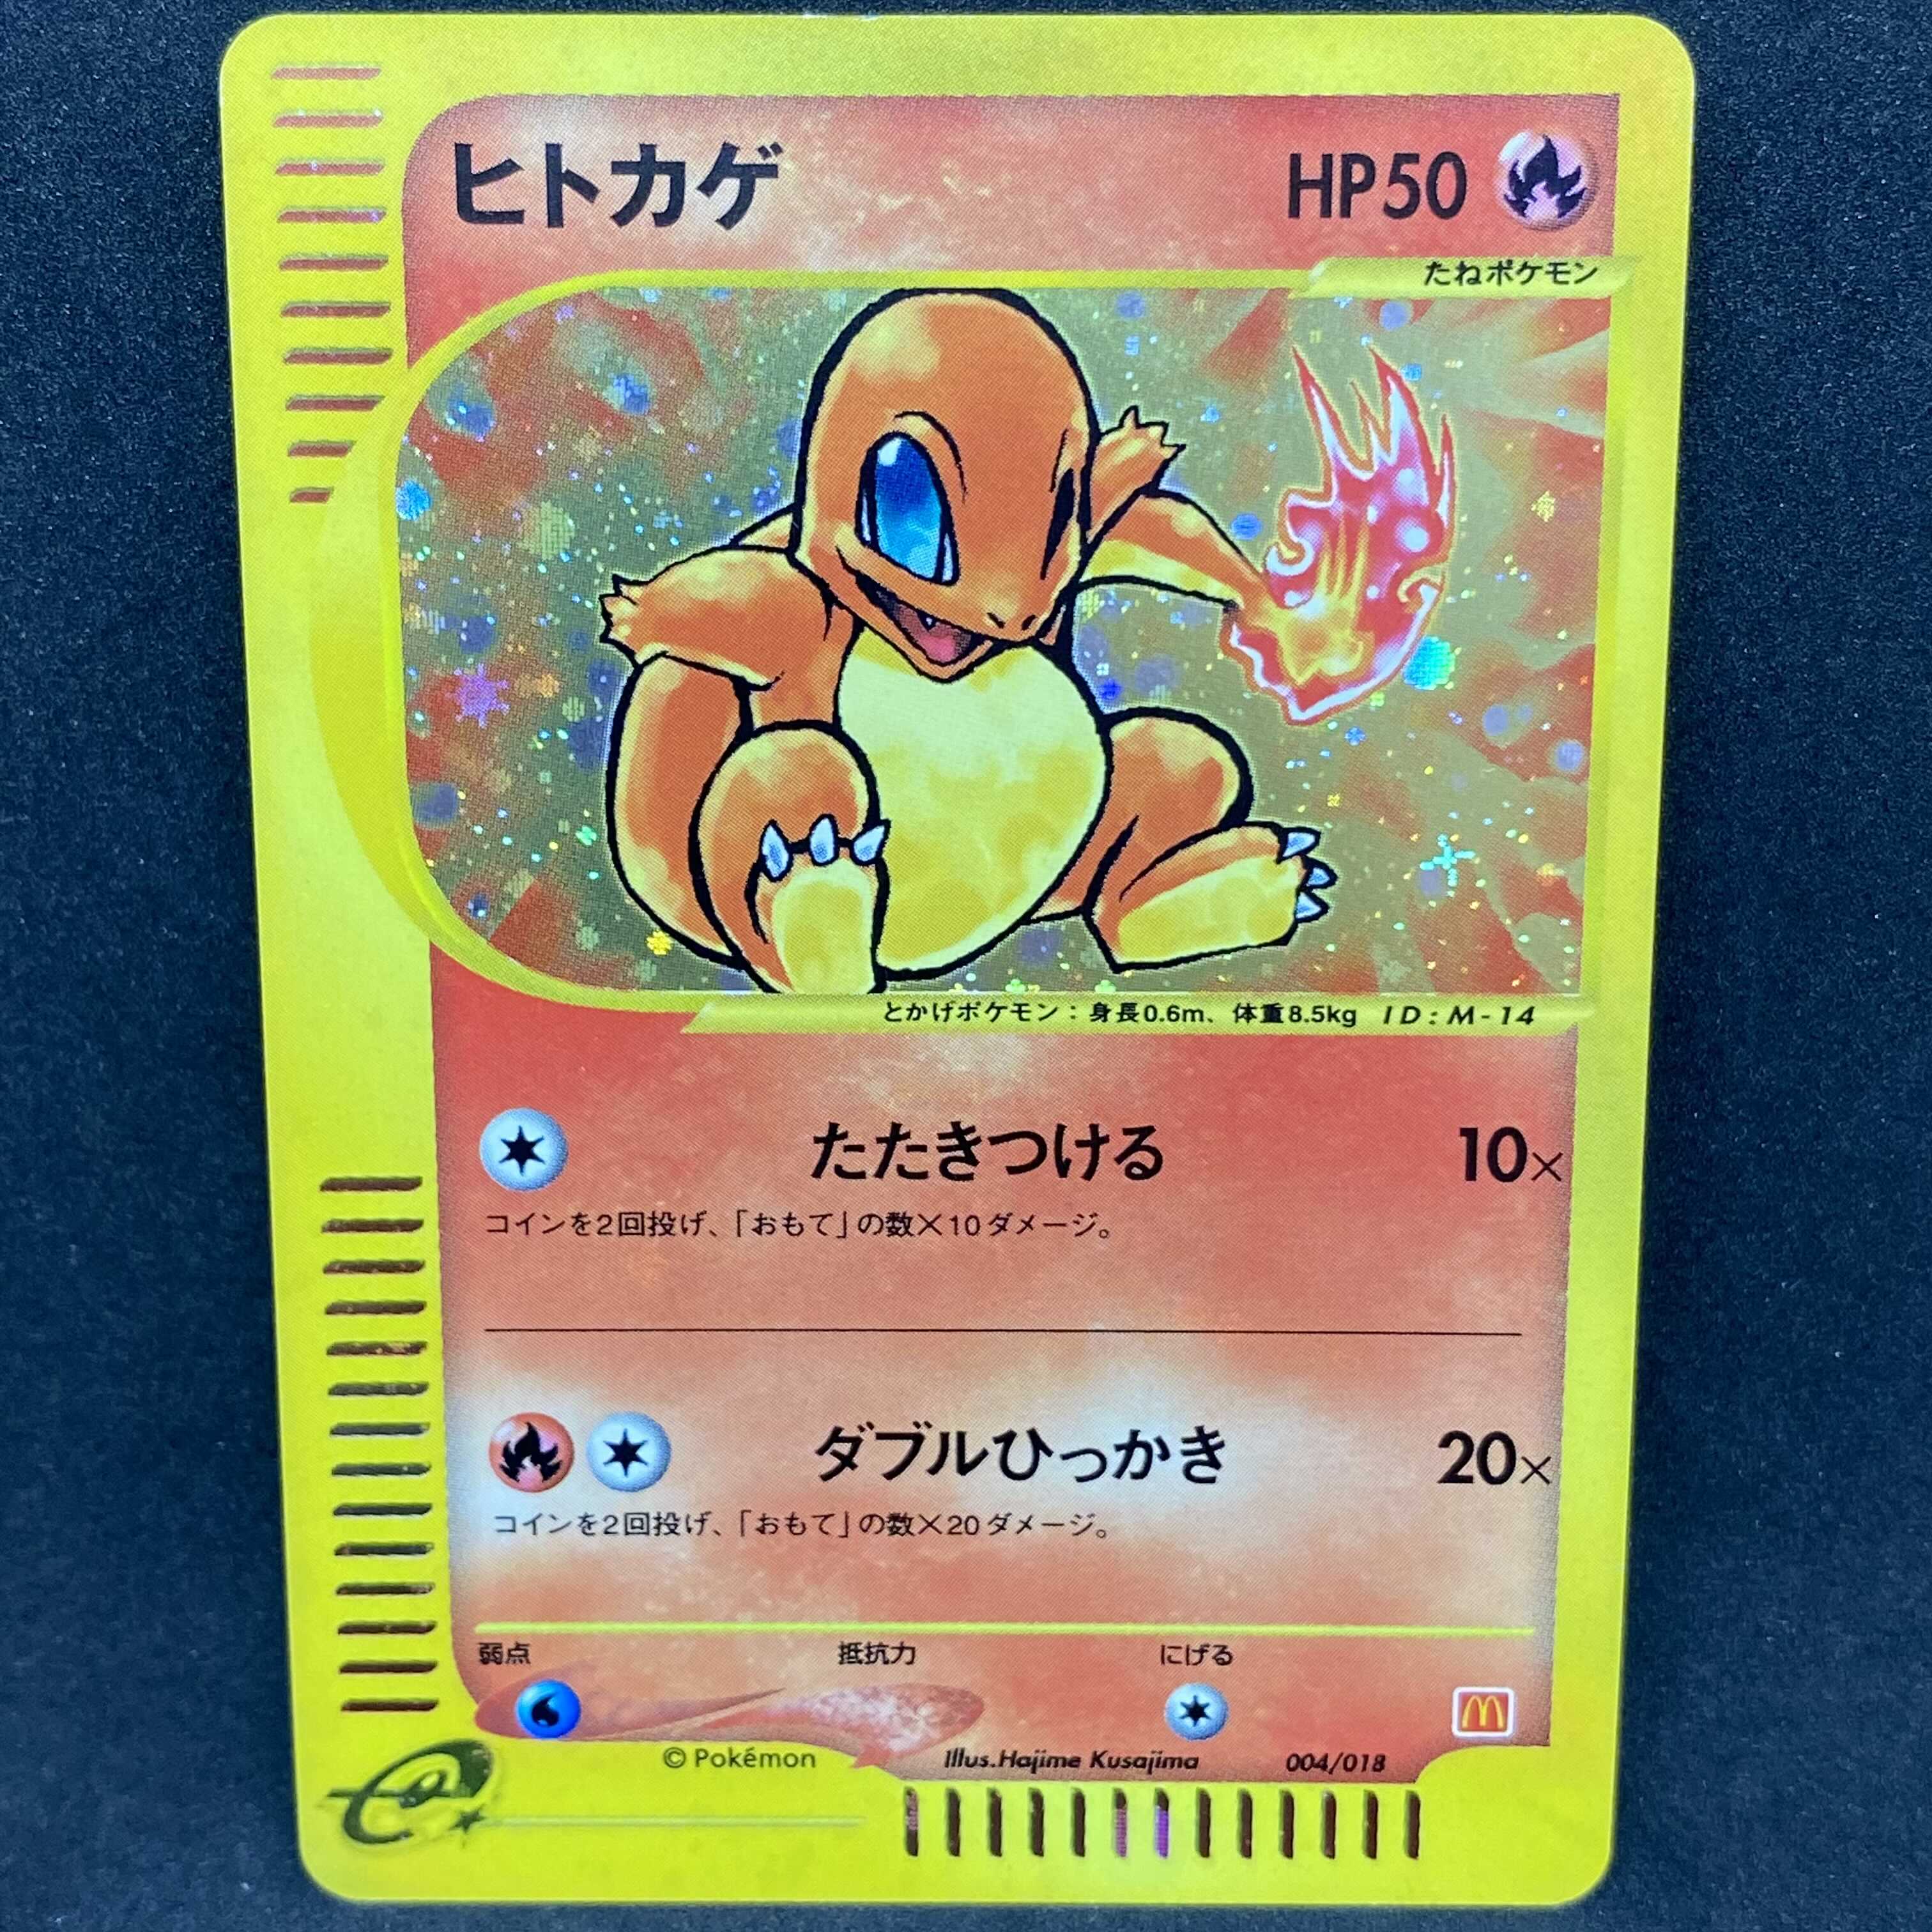 ヒトカゲ HP50
たねポケモン
とかげポケモン：身長0.6m、体重8.5kg ID:M-14
たたきつける 10×
コインを2回投げ、「おもて」の数×10ダメージ。
ダブルひっかき 20×
コインを2回投げ、「おもて」の数×20ダメージ。
弱点 抵抗力 にげる
© Pokémon Illus.Hajime Kusajima 004/018